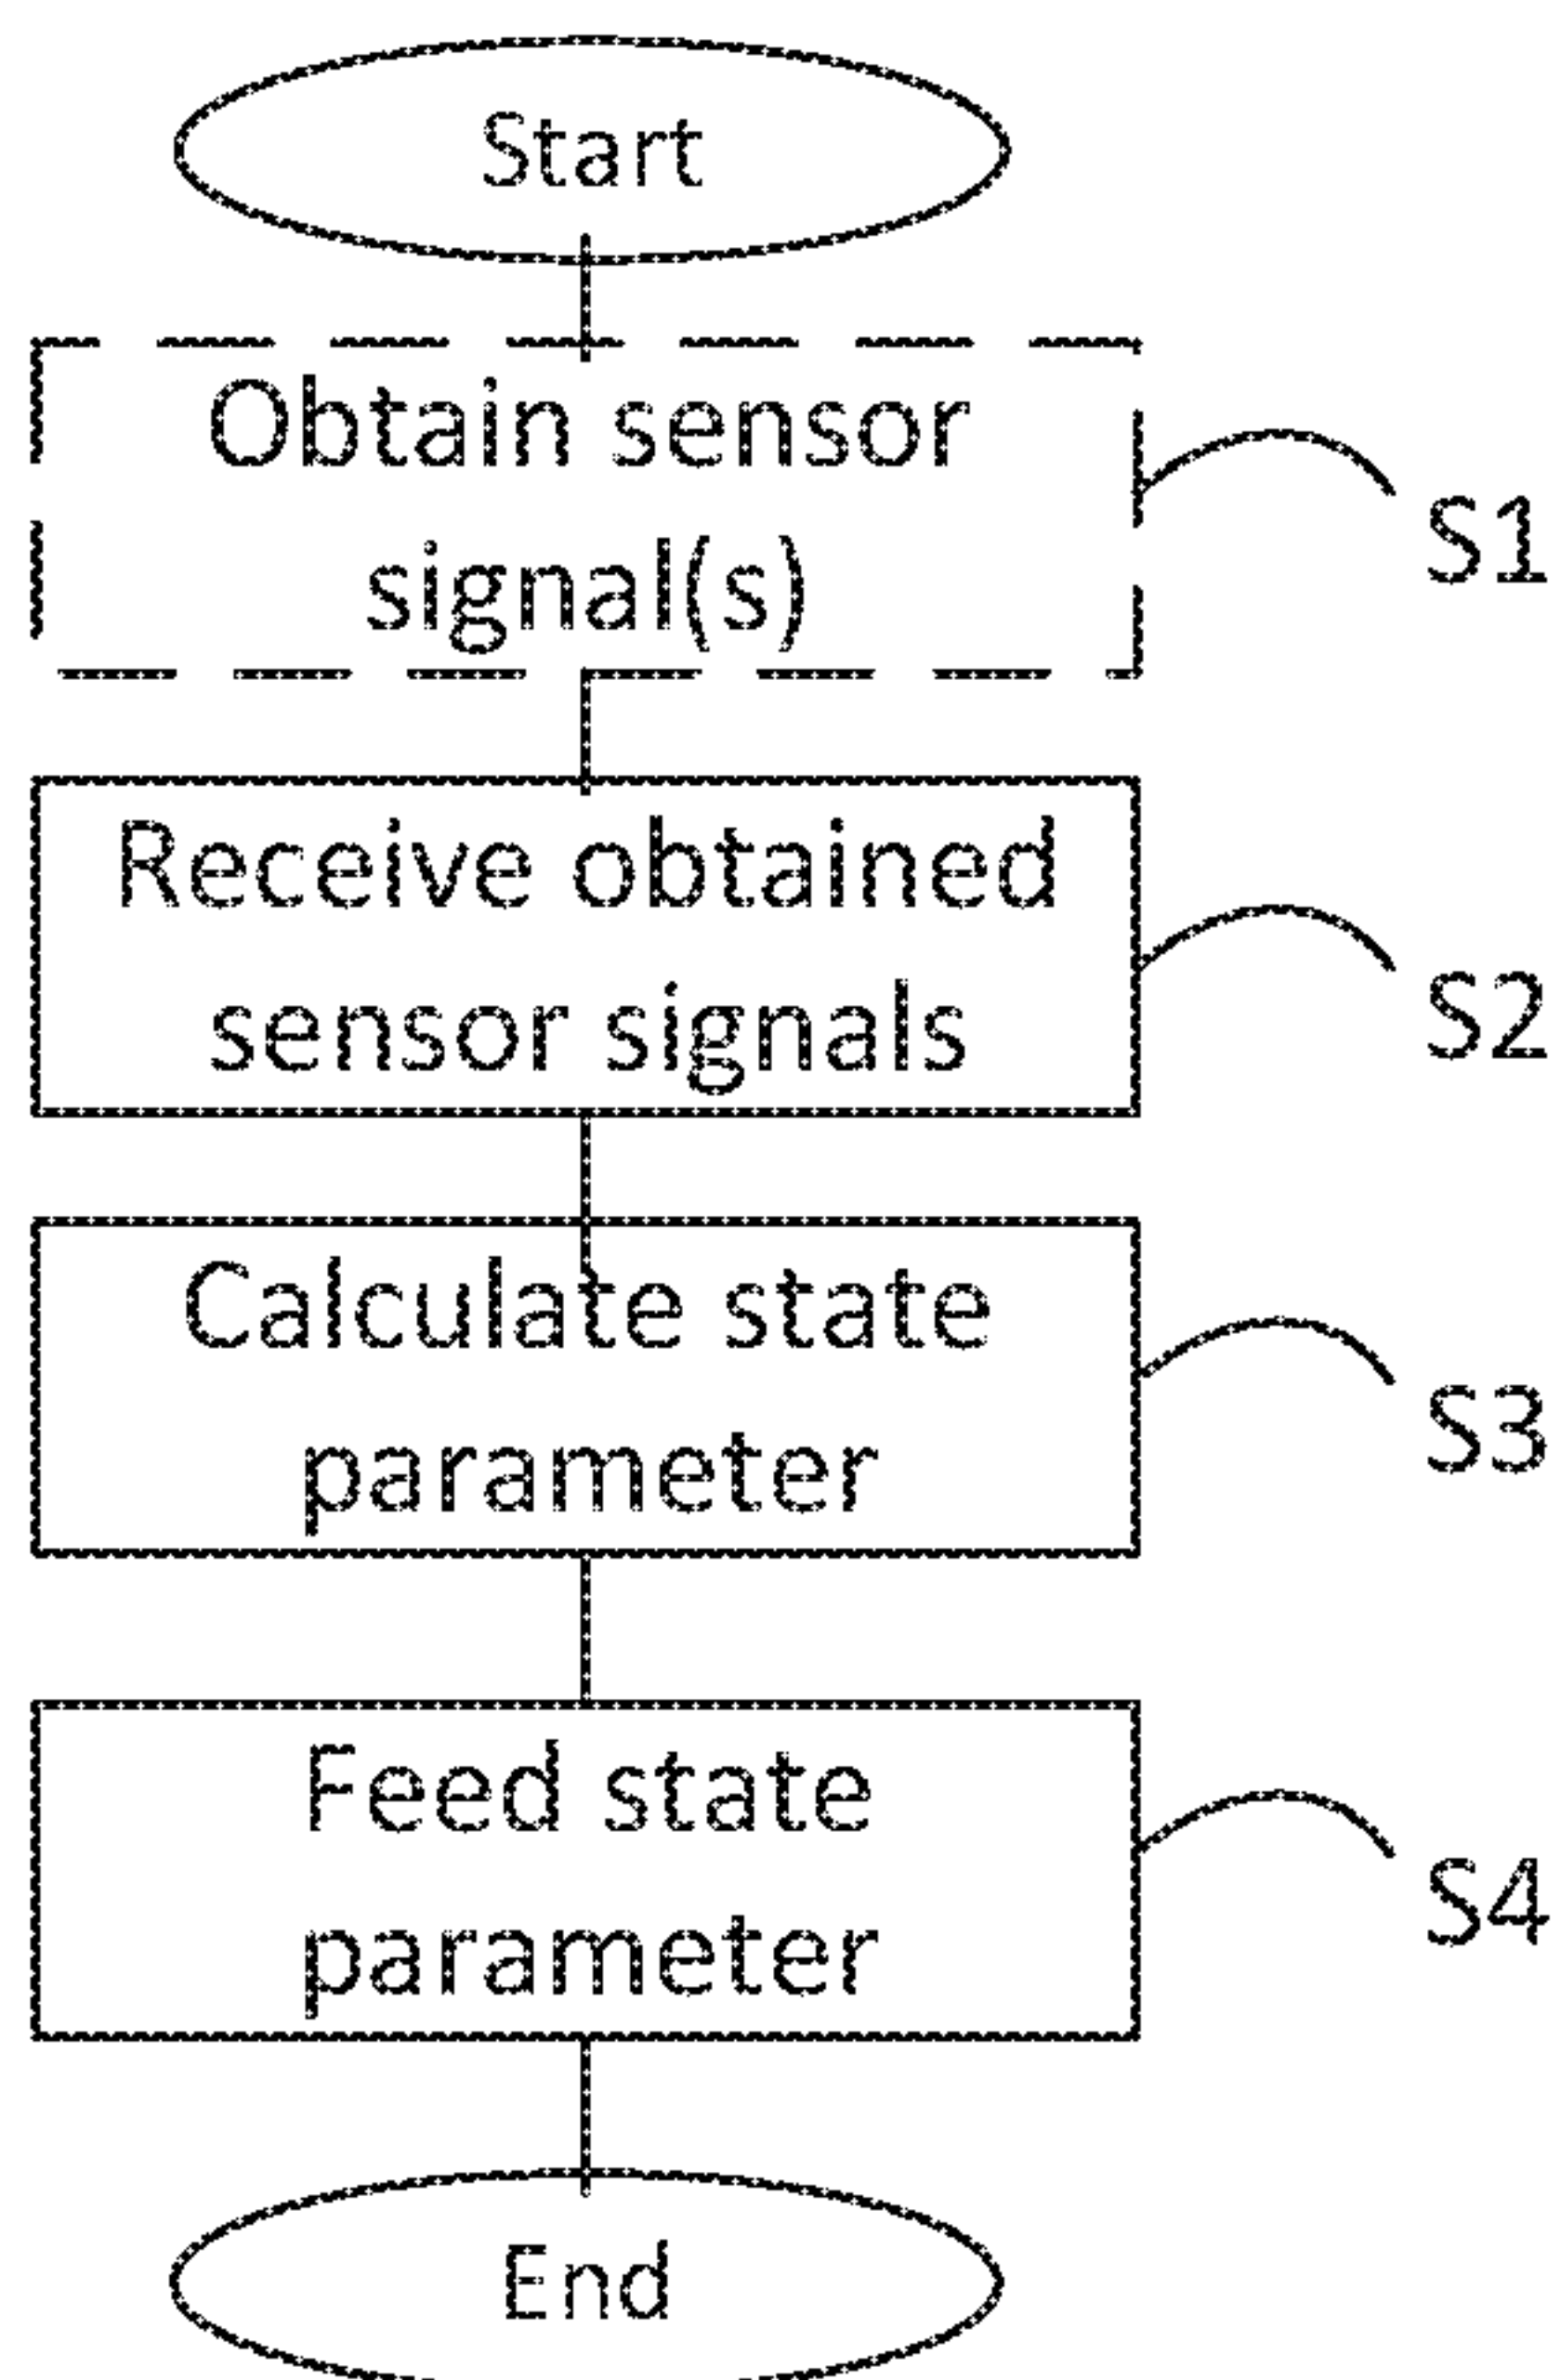 Start
Obtain sensor
signal(s)
S1
Receive obtained
sensor signals
S2
Calculate state
parameter
S3
Feed state
parameter
S4
End